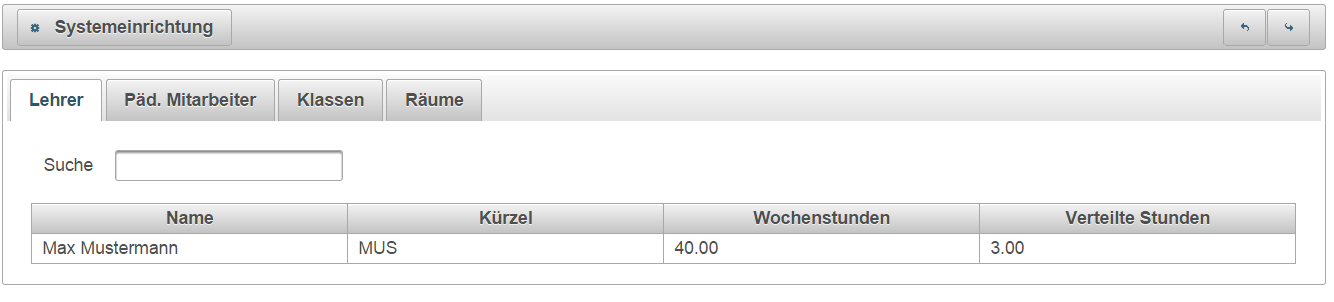 Systemeinrichtung
Lehrer Päd. Mitarbeiter Klassen Räume
Suche
Name Kürzel Wochenstunden Verteilte Stunden
Max Mustermann MUS 40.00 3.00